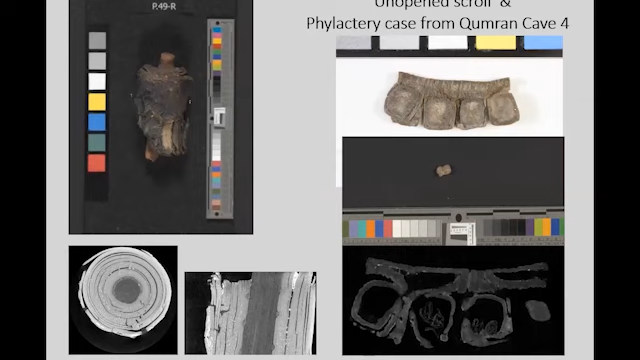 Unopened scroll &
Phylactery case from Qumran Cave 4
P.49-R